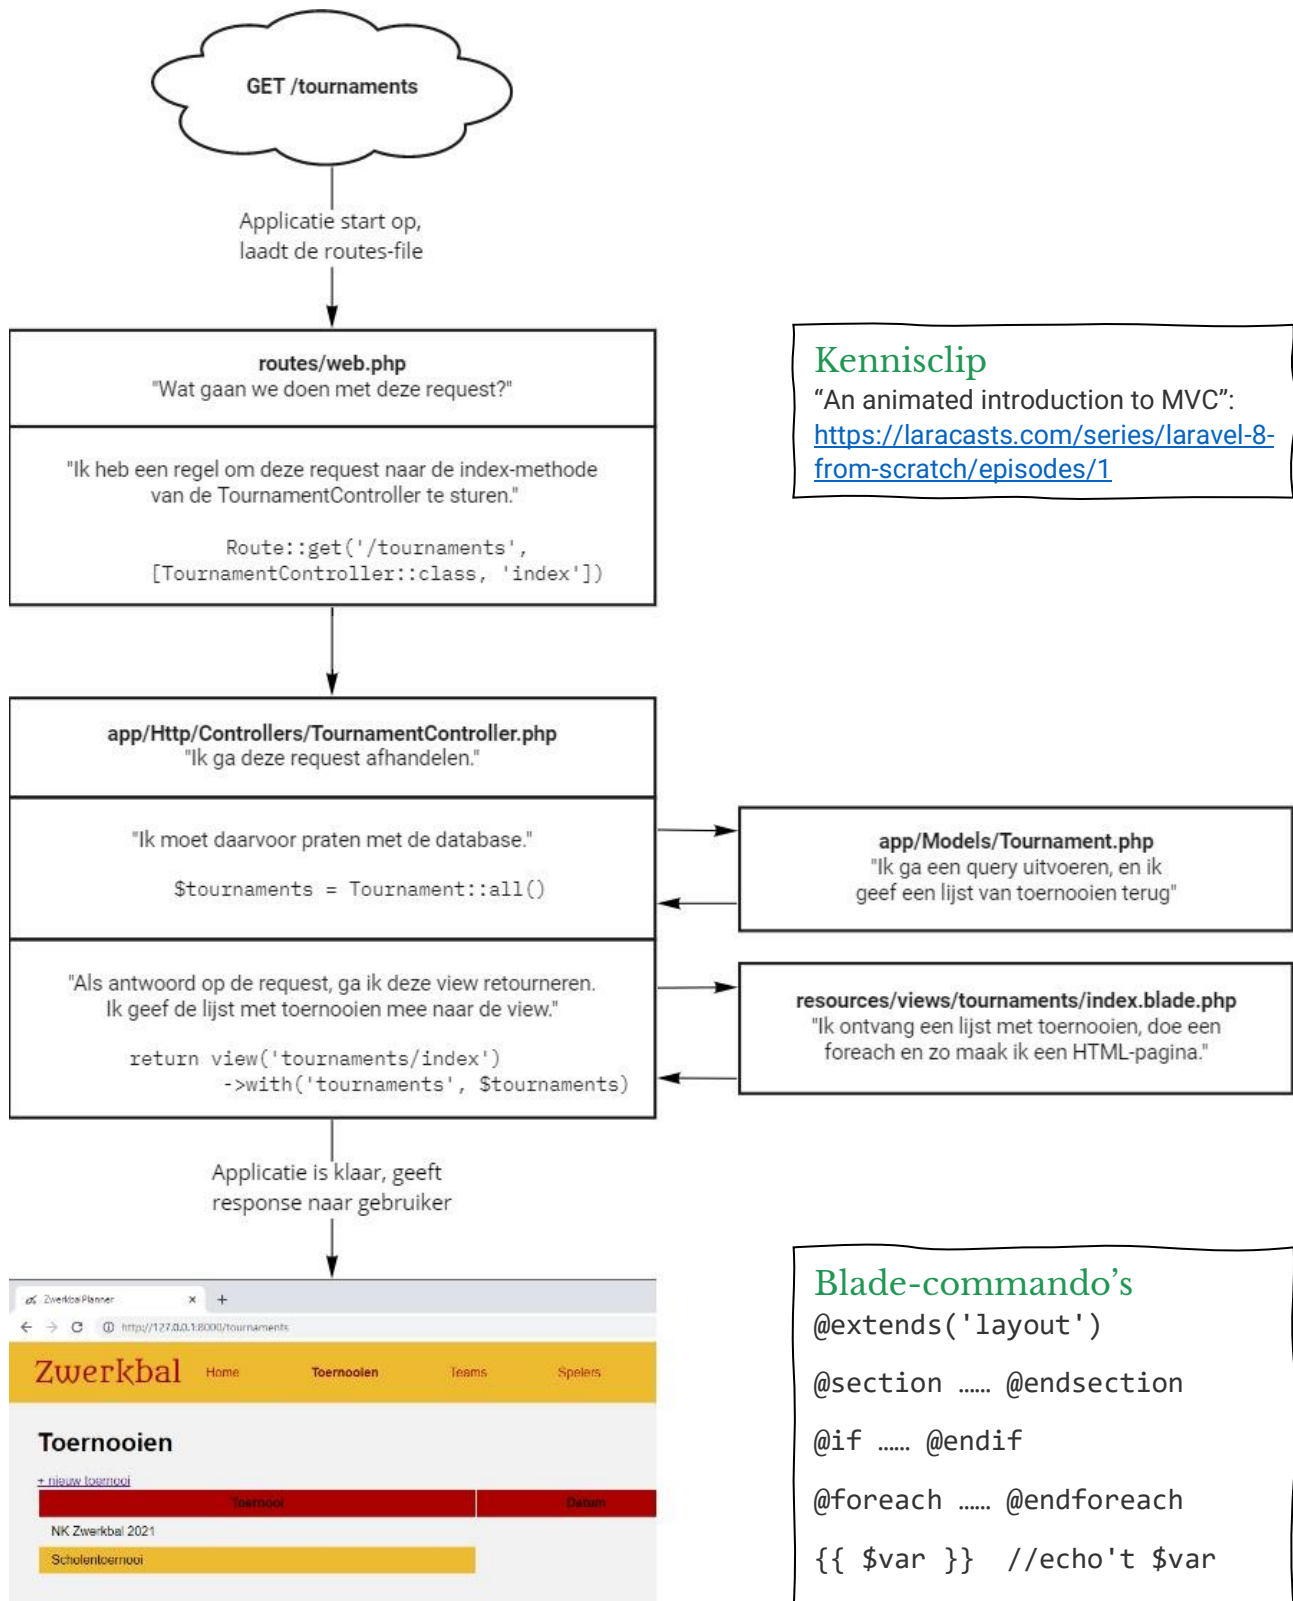 GET /tournaments
Applicatie start op,
laadt de routes-file
routes/web.php
"Wat gaan we doen met deze request?"
"Ik heb een regel om deze request naar de index-methode
van de TournamentController te sturen."
Route::get('/tournaments',
[TournamentController::class, 'index'])
Kennisclip
“An animated introduction to MVC”:
https://laracasts.com/series/laravel-8-
from-scratch/episodes/1
app/Http/Controllers/TournamentController.php
"Ik ga deze request afhandelen."
"Ik moet daarvoor praten met de database."
$tournaments = Tournament::all()
app/Models/Tournament.php
"Ik ga een query uitvoeren, en ik
geef een lijst van toernooien terug"
"Als antwoord op de request, ga ik deze view retourneren.
Ik geef de lijst met toernooien mee naar de view."
return view('tournaments/index')
->with('tournaments', $tournaments)
resources/views/tournaments/index.blade.php
"Ik ontvang een lijst met toernooien, doe een
foreach en zo maak ik een HTML-pagina."
Applicatie is klaar, geeft
response naar gebruiker
ZwerkbalPlanner
http://127.0.0.1:8000/tournaments
Zwerkbal Home Toernooien Teams Spelers
Toernooien
+ nieuw toernooi
Toernooi Datum
NK Zwerkbal 2021
Scholentoernooi
Blade-commando’s
@extends('layout')
@section …… @endsection
@if …… @endif
@foreach …… @endforeach
{{ $var }} //echo't $var